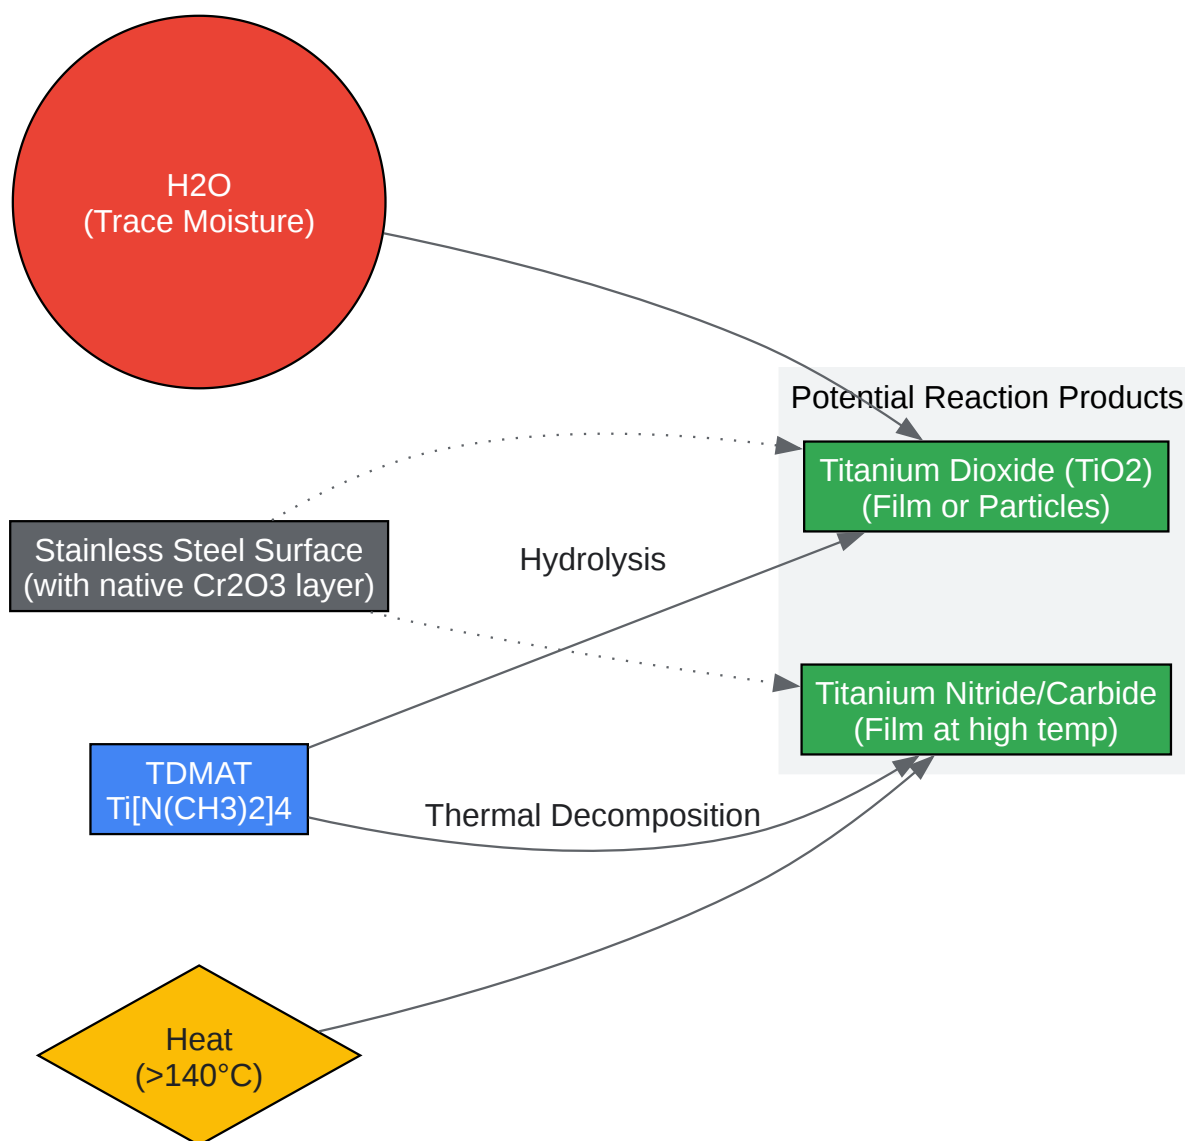 H2O
(Trace Moisture)
Potential Reaction Products
Titanium Dioxide (TiO2)
(Film or Particles)
Stainless Steel Surface
(with native Cr2O3 layer)
Hydrolysis
Titanium Nitride/Carbide
(Film at high temp)
TDMAT
Ti[N(CH3)2]4
Thermal Decomposition
Heat
(>140°C)